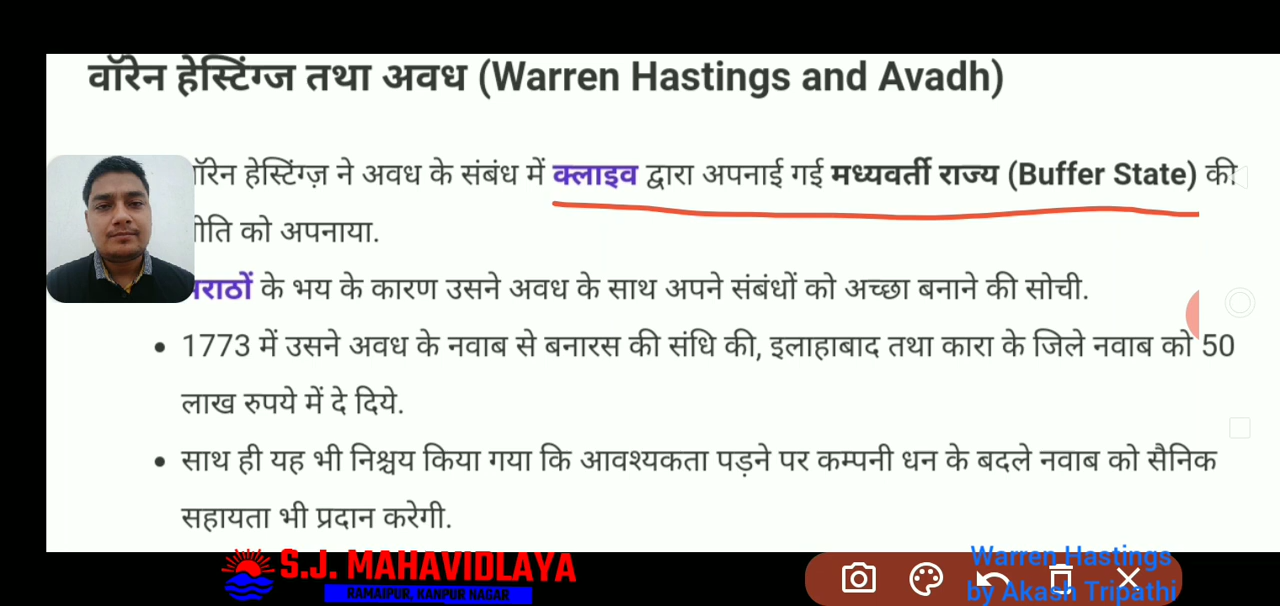 वॉरेन हेस्टिंग्ज तथा अवध (Warren Hastings and Avadh)
हेस्टिंग्ज़ ने अवध के संबंध में क्लाइव द्वारा अपनाई गई मध्यवर्ती राज्य (Buffer State) की
को अपनाया.
के भय के कारण उसने अवध के साथ अपने संबंधों को अच्छा बनाने की सोची.
• 1773 में उसने अवध के नवाब से बनारस की संधि की, इलाहाबाद तथा कारा के जिले नवाब को 50
लाख रुपये में दे दिये.
• साथ ही यह भी निश्चय किया गया कि आवश्यकता पड़ने पर कम्पनी धन के बदले नवाब को सैनिक
सहायता भी प्रदान करेगी.
S.J. MAHAVIDLAYA
RAMAIPUR, KANPUR NAGAR
Warren Hastings
by Akash Tripathi